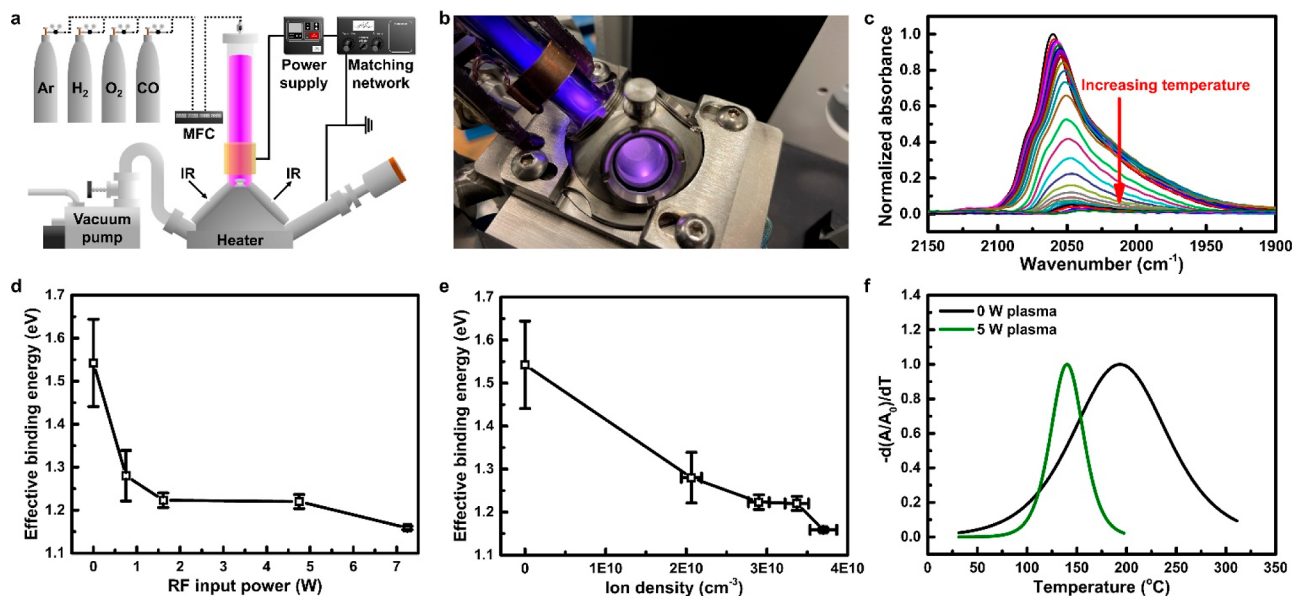 a
Ar
H₂
O₂
CO
MFC
Power
supply
Matching
network
IR
IR
Vacuum
pump
Heater
b
c
Normalized absorbance
1.0
0.8
0.6
0.4
0.2
0.0
Increasing temperature
2150
2100
2050
2000
1950
1900
Wavenumber (cm⁻¹)
d
Effective binding energy (eV)
1.7
1.6
1.5
1.4
1.3
1.2
1.1
0
1
2
3
4
5
6
7
RF input power (W)
e
Effective binding energy (eV)
1.7
1.6
1.5
1.4
1.3
1.2
1.1
0
1E10
2E10
3E10
4E10
Ion density (cm⁻³)
f
-d(A/A₀)/dT
1.4
1.2
1.0
0.8
0.6
0.4
0.2
0.0
0 W plasma
5 W plasma
0
50
100
150
200
250
300
350
Temperature (°C)